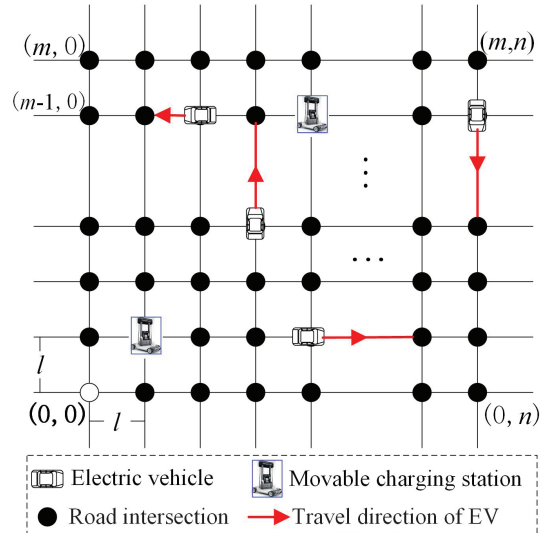 (m, 0)
(m,n)
(m-1, 0)
l
(0, 0)
l
(0, n)
Electric vehicle
Movable charging station
Road intersection
Travel direction of EV